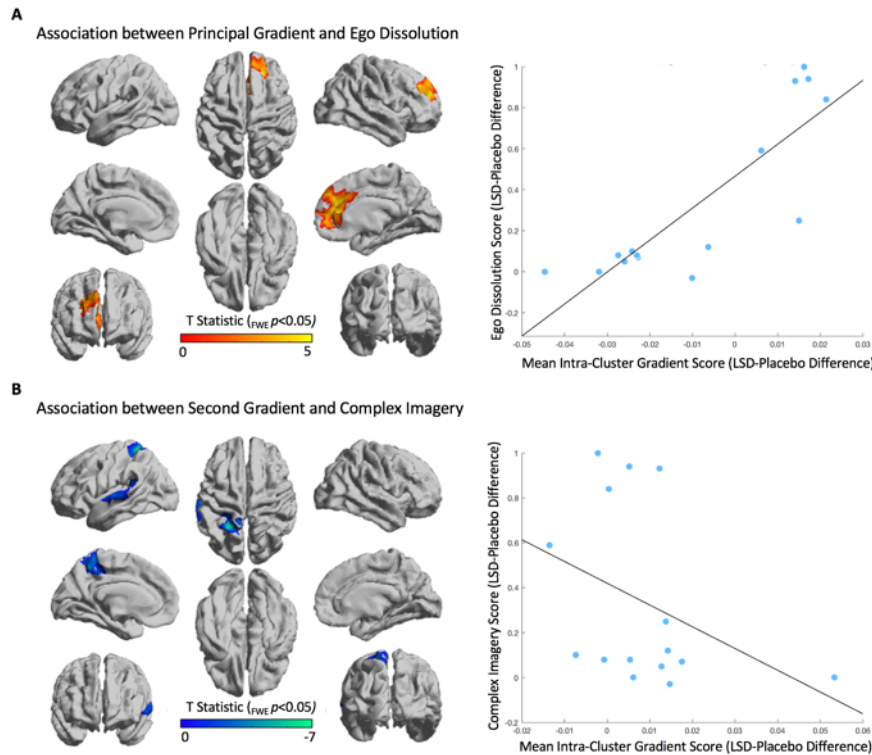 A
Association between Principal Gradient and Ego Dissolution
T Statistic (FWE p<0.05)
0 5
Ego Dissolution Score (LSD-Placebo Difference)
1
0.8
0.6
0.4
0.2
0
-0.2
-0.05 -0.04 -0.03 -0.02 -0.01 0 0.01 0.02 0.03
Mean Intra-Cluster Gradient Score (LSD-Placebo Difference)
B
Association between Second Gradient and Complex Imagery
T Statistic (FWE p<0.05)
0 -7
Complex Imagery Score (LSD-Placebo Difference)
1
0.8
0.6
0.4
0.2
0
-0.2
-0.02 -0.01 0 0.01 0.02 0.03 0.04 0.05 0.06
Mean Intra-Cluster Gradient Score (LSD-Placebo Difference)